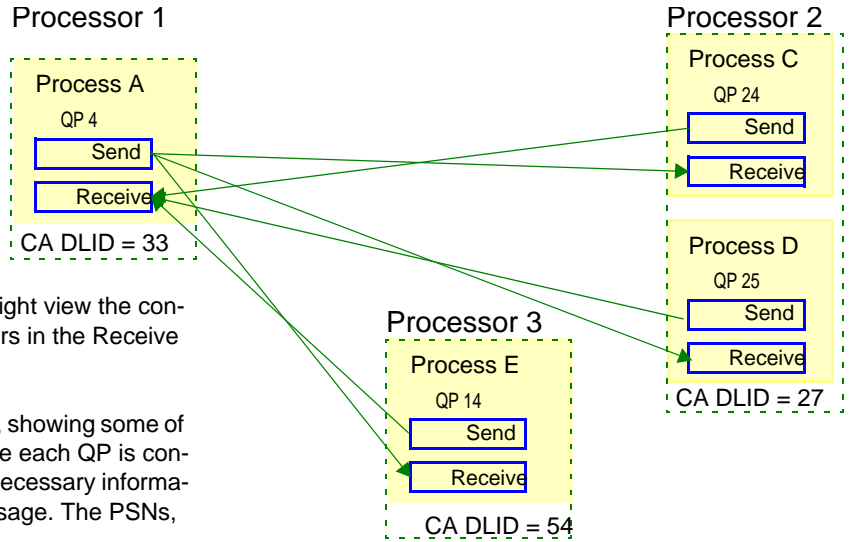 Processor 1
Process A
QP 4
Send
Receive
CA DLID = 33
Processor 2
Process C
QP 24
Send
Receive
Process D
QP 25
Send
Receive
CA DLID = 27
Processor 3
Process E
QP 14
Send
Receive
CA DLID = 54
ight view the con-
rs in the Receive
, showing some of
e each QP is con-
ecessary informa-
sage. The PSNs,